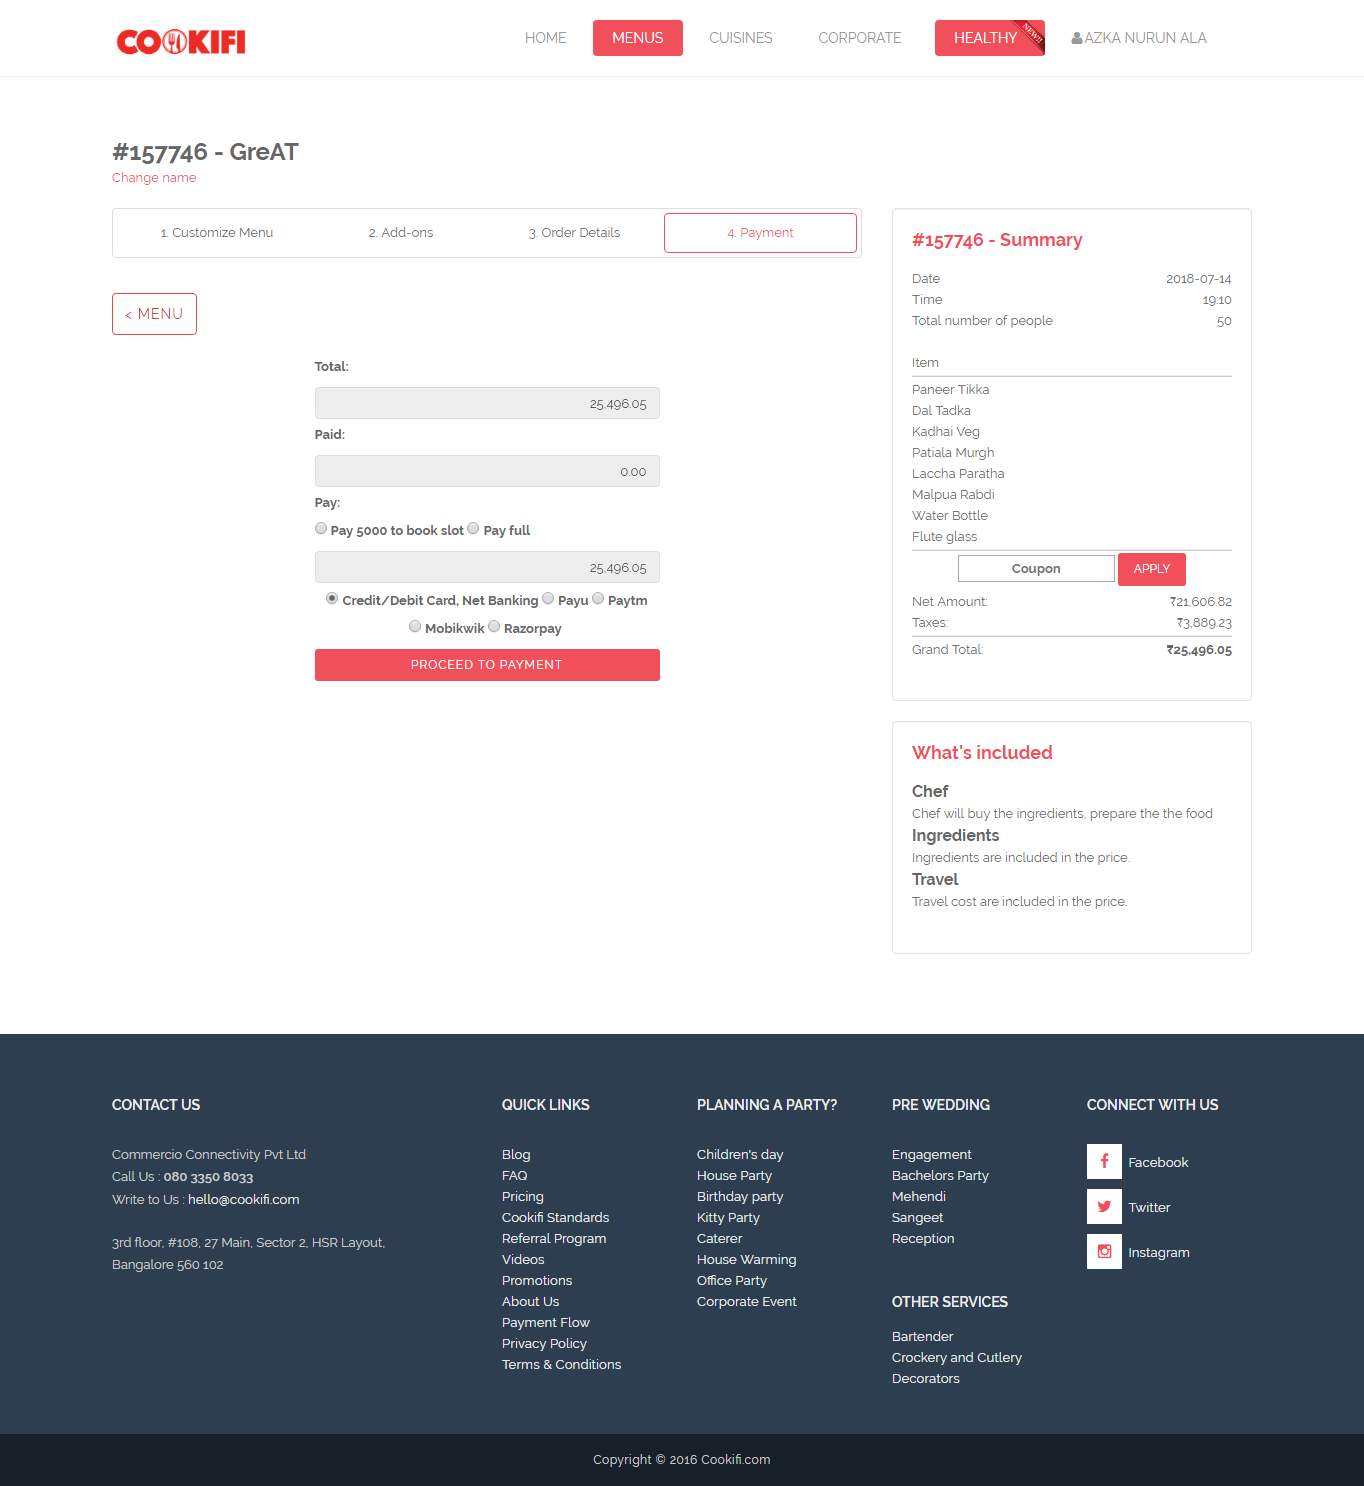 COOKIFI
HOME
MENUS
CUISINES
CORPORATE
HEALTHY
NEW!!
AZKA NURUN ALA
#157746 - GreAT
Change name
1. Customize Menu
2. Add-ons
3. Order Details
4. Payment
< MENU
Total:
25,496.05
Paid:
0.00
Pay:
Pay 5000 to book slot Pay full
25,496.05
Credit/Debit Card, Net Banking Payu Paytm
Mobikwik Razorpay
PROCEED TO PAYMENT
#157746 - Summary
Date 2018-07-14
Time 19:10
Total number of people 50
Item
Paneer Tikka
Dal Tadka
Kadhai Veg
Patiala Murgh
Laccha Paratha
Malpua Rabdi
Water Bottle
Flute glass
Coupon APPLY
Net Amount: ₹21,606.82
Taxes: ₹3,889.23
Grand Total: ₹25,496.05
What's included
Chef
Chef will buy the ingredients, prepare the the food
Ingredients
Ingredients are included in the price.
Travel
Travel cost are included in the price.
CONTACT US
Commercio Connectivity Pvt Ltd
Call Us : 080 3350 8033
Write to Us : hello@cookifi.com
3rd floor, #108, 27 Main, Sector 2, HSR Layout,
Bangalore 560 102
QUICK LINKS
Blog
FAQ
Pricing
Cookifi Standards
Referral Program
Videos
Promotions
About Us
Payment Flow
Privacy Policy
Terms & Conditions
PLANNING A PARTY?
Children's day
House Party
Birthday party
Kitty Party
Caterer
House Warming
Office Party
Corporate Event
PRE WEDDING
Engagement
Bachelors Party
Mehendi
Sangeet
Reception
OTHER SERVICES
Bartender
Crockery and Cutlery
Decorators
CONNECT WITH US
Facebook
Twitter
Instagram
Copyright © 2016 Cookifi.com